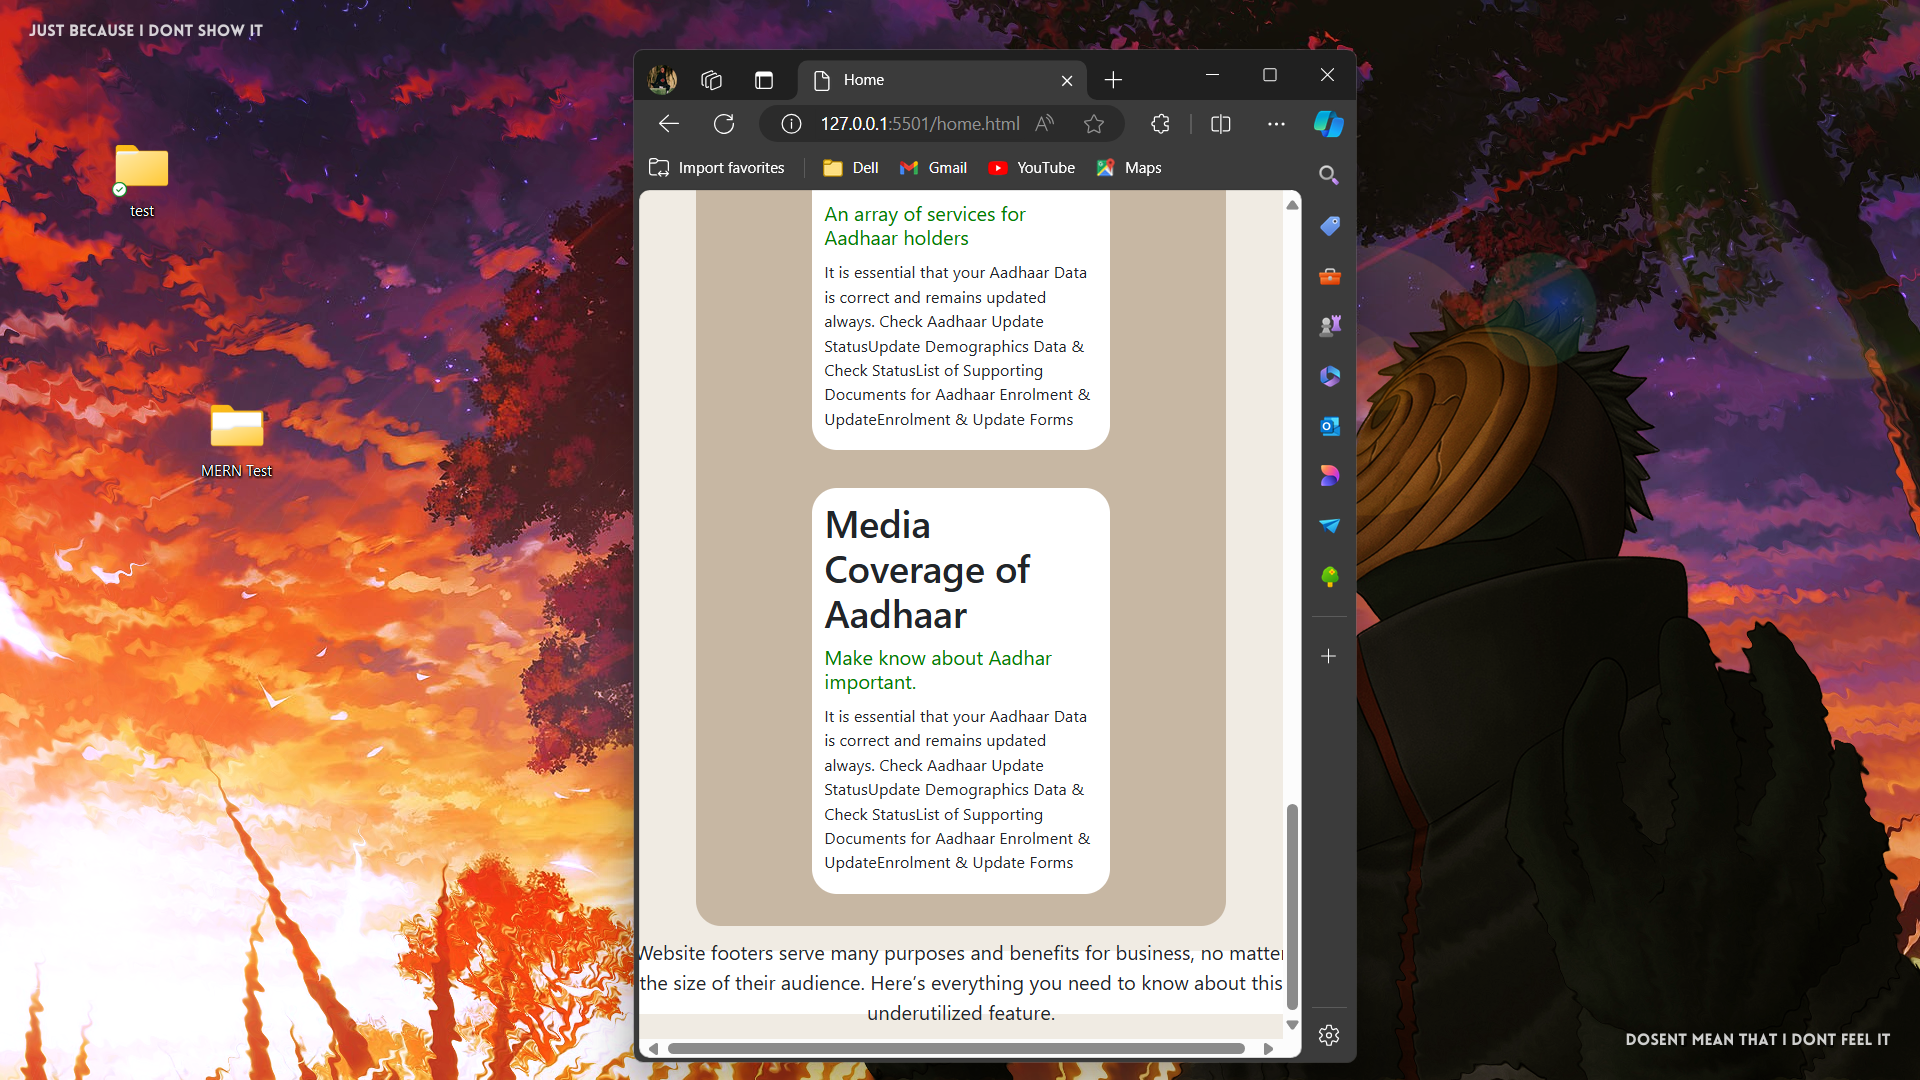 JUST BECAUSE I DONT SHOW IT
test
MERN Test
Home
127.0.0.1:5501/home.html
Import favorites
Dell
Gmail
YouTube
Maps
An array of services for
Aadhaar holders
It is essential that your Aadhaar Data
is correct and remains updated
always. Check Aadhaar Update
StatusUpdate Demographics Data &
Check StatusList of Supporting
Documents for Aadhaar Enrolment &
UpdateEnrolment & Update Forms
Media
Coverage of
Aadhaar
Make know about Aadhar
important.
It is essential that your Aadhaar Data
is correct and remains updated
always. Check Aadhaar Update
StatusUpdate Demographics Data &
Check StatusList of Supporting
Documents for Aadhaar Enrolment &
UpdateEnrolment & Update Forms
Website footers serve many purposes and benefits for business, no matter
the size of their audience. Here’s everything you need to know about this
underutilized feature.
DOSENT MEAN THAT I DONT FEEL IT